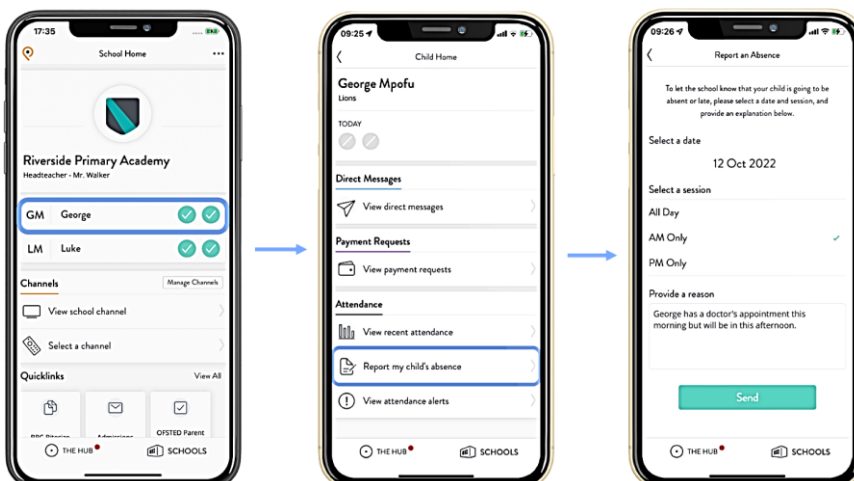 17:35
School Home
Riverside Primary Academy
Headteacher - Mr. Walker
GM George
LM Luke
Channels
Manage Channels
View school channel
Select a channel
Quicklinks
View All
BBC Bitesize
Admissions
OFSTED Parent
THE HUB
SCHOOLS
09:25
Child Home
George Mpofu
Lions
TODAY
Direct Messages
View direct messages
Payment Requests
View payment requests
Attendance
View recent attendance
Report my child's absence
View attendance alerts
THE HUB
SCHOOLS
09:26
Report an Absence
To let the school know that your child is going to be
absent or late, please select a date and session, and
provide an explanation below.
Select a date
12 Oct 2022
Select a session
All Day
AM Only
PM Only
Provide a reason
George has a doctor's appointment this
morning but will be in this afternoon.
Send
THE HUB
SCHOOLS